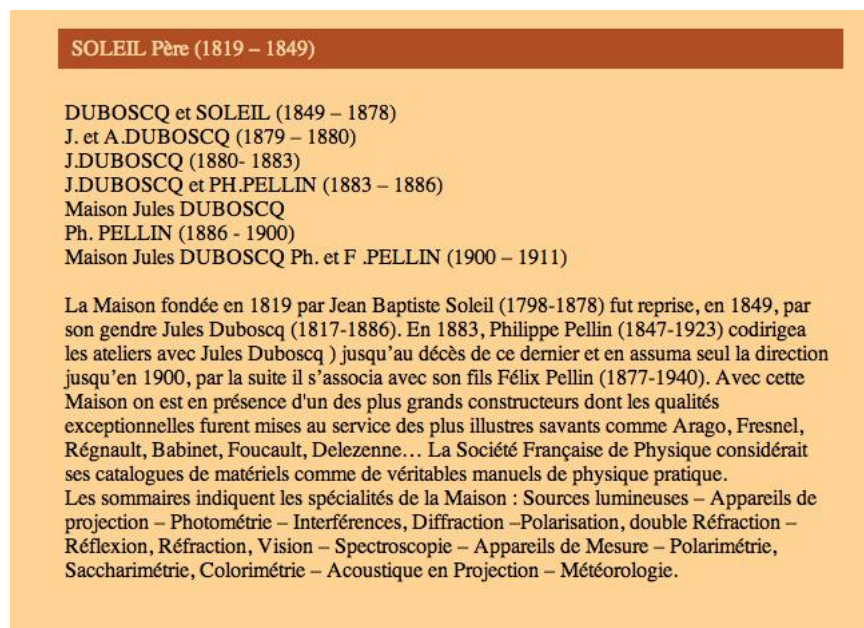 SOLEIL Père (1819 – 1849)
DUBOSCQ et SOLEIL (1849 – 1878)
J. et A.DUBOSCQ (1879 – 1880)
J.DUBOSCQ (1880- 1883)
J.DUBOSCQ et PH.PELLIN (1883 – 1886)
Maison Jules DUBOSCQ
Ph. PELLIN (1886 - 1900)
Maison Jules DUBOSCQ Ph. et F .PELLIN (1900 – 1911)
La Maison fondée en 1819 par Jean Baptiste Soleil (1798-1878) fut reprise, en 1849, par
son gendre Jules Duboscq (1817-1886). En 1883, Philippe Pellin (1847-1923) codirigea
les ateliers avec Jules Duboscq ) jusqu’au décès de ce dernier et en assuma seul la direction
jusqu’en 1900, par la suite il s’associa avec son fils Félix Pellin (1877-1940). Avec cette
Maison on est en présence d'un des plus grands constructeurs dont les qualités
exceptionnelles furent mises au service des plus illustres savants comme Arago, Fresnel,
Régnault, Babinet, Foucault, Delezenne… La Société Française de Physique considérait
ses catalogues de matériels comme de véritables manuels de physique pratique.
Les sommaires indiquent les spécialités de la Maison : Sources lumineuses – Appareils de
projection – Photométrie – Interférences, Diffraction –Polarisation, double Réfraction –
Réflexion, Réfraction, Vision – Spectroscopie – Appareils de Mesure – Polarimétrie,
Saccharimétrie, Colorimétrie – Acoustique en Projection – Météorologie.